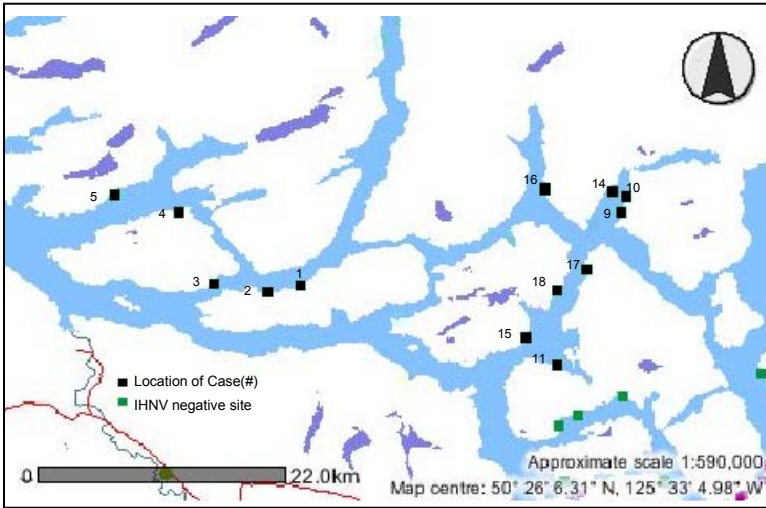 16
14
10
5
9
4
17
3
1
2
18
15
11
Location of Case(#)
IHNV negative site
Approximate scale 1:590,000
0
22.0km
Map centre: 50° 26' 6.31" N, 125° 33' 4.98" W